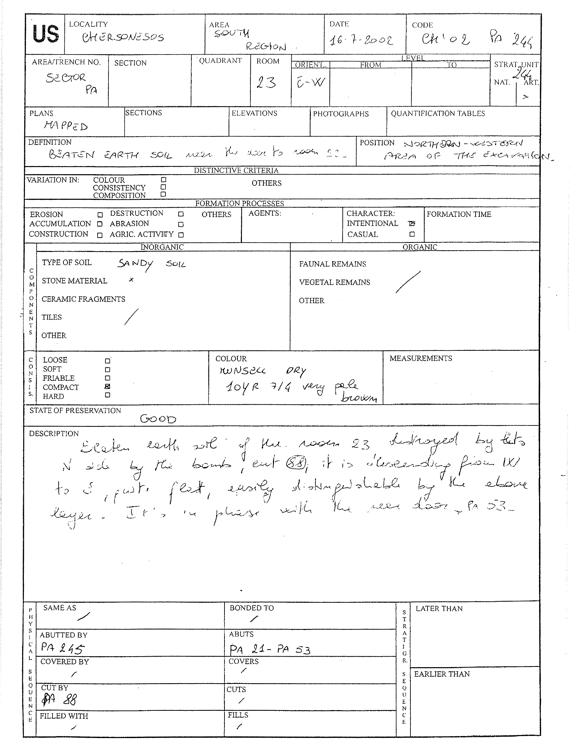 US
LOCALITY
CHERSONESOS
AREA
SOUTH
REGION
DATE
16-7-2002
CODE
CH'02 PA 244
AREA/TRENCH NO.
SECTOR
PA
SECTION
QUADRANT
ROOM
23
LEVEL
ORIENT. FROM TO
E-W
STRAT. UNIT
244
NAT. ART.
PLANS
MAPPED
SECTIONS
ELEVATIONS
PHOTOGRAPHS
QUANTIFICATION TABLES
DEFINITION
BEATEN EARTH SOIL near the room
POSITION NORTHERN-WESTERN
AREA OF THE EXCAVATION
DISTINCTIVE CRITERIA
VARIATION IN: COLOUR
CONSISTENCY
COMPOSITION
OTHERS
FORMATION PROCESSES
EROSION DESTRUCTION OTHERS AGENTS:
ACCUMULATION ABRASION
CONSTRUCTION AGRIC. ACTIVITY
CHARACTER:
INTENTIONAL
CASUAL
FORMATION TIME
COMPONENTS
INORGANIC
TYPE OF SOIL SANDY SOIL
STONE MATERIAL x
CERAMIC FRAGMENTS
TILES /
OTHER
ORGANIC
FAUNAL REMAINS
VEGETAL REMAINS /
OTHER
CONSIS.
LOOSE
SOFT
FRIABLE
COMPACT
HARD
COLOUR
MUNSELL DRY
10YR 7/4 very pale
brown
MEASUREMENTS
STATE OF PRESERVATION
GOOD
DESCRIPTION
Beaten earth soil of the room 23 destroyed by its
N side by the bomb, cut 88, it is descending from W
to E, quite flat, easily distinguishable by the above
layer. It's in phase with the door PA 53
PHYSICAL SEQUENCE
SAME AS
/
BONDED TO
/
ABUTTED BY
PA 245
ABUTS
PA 21 - PA 53
COVERED BY
/
COVERS
/
CUT BY
PA 88
CUTS
/
FILLED WITH
/
FILLS
/
STRATIGR. SEQUENCE
LATER THAN
EARLIER THAN